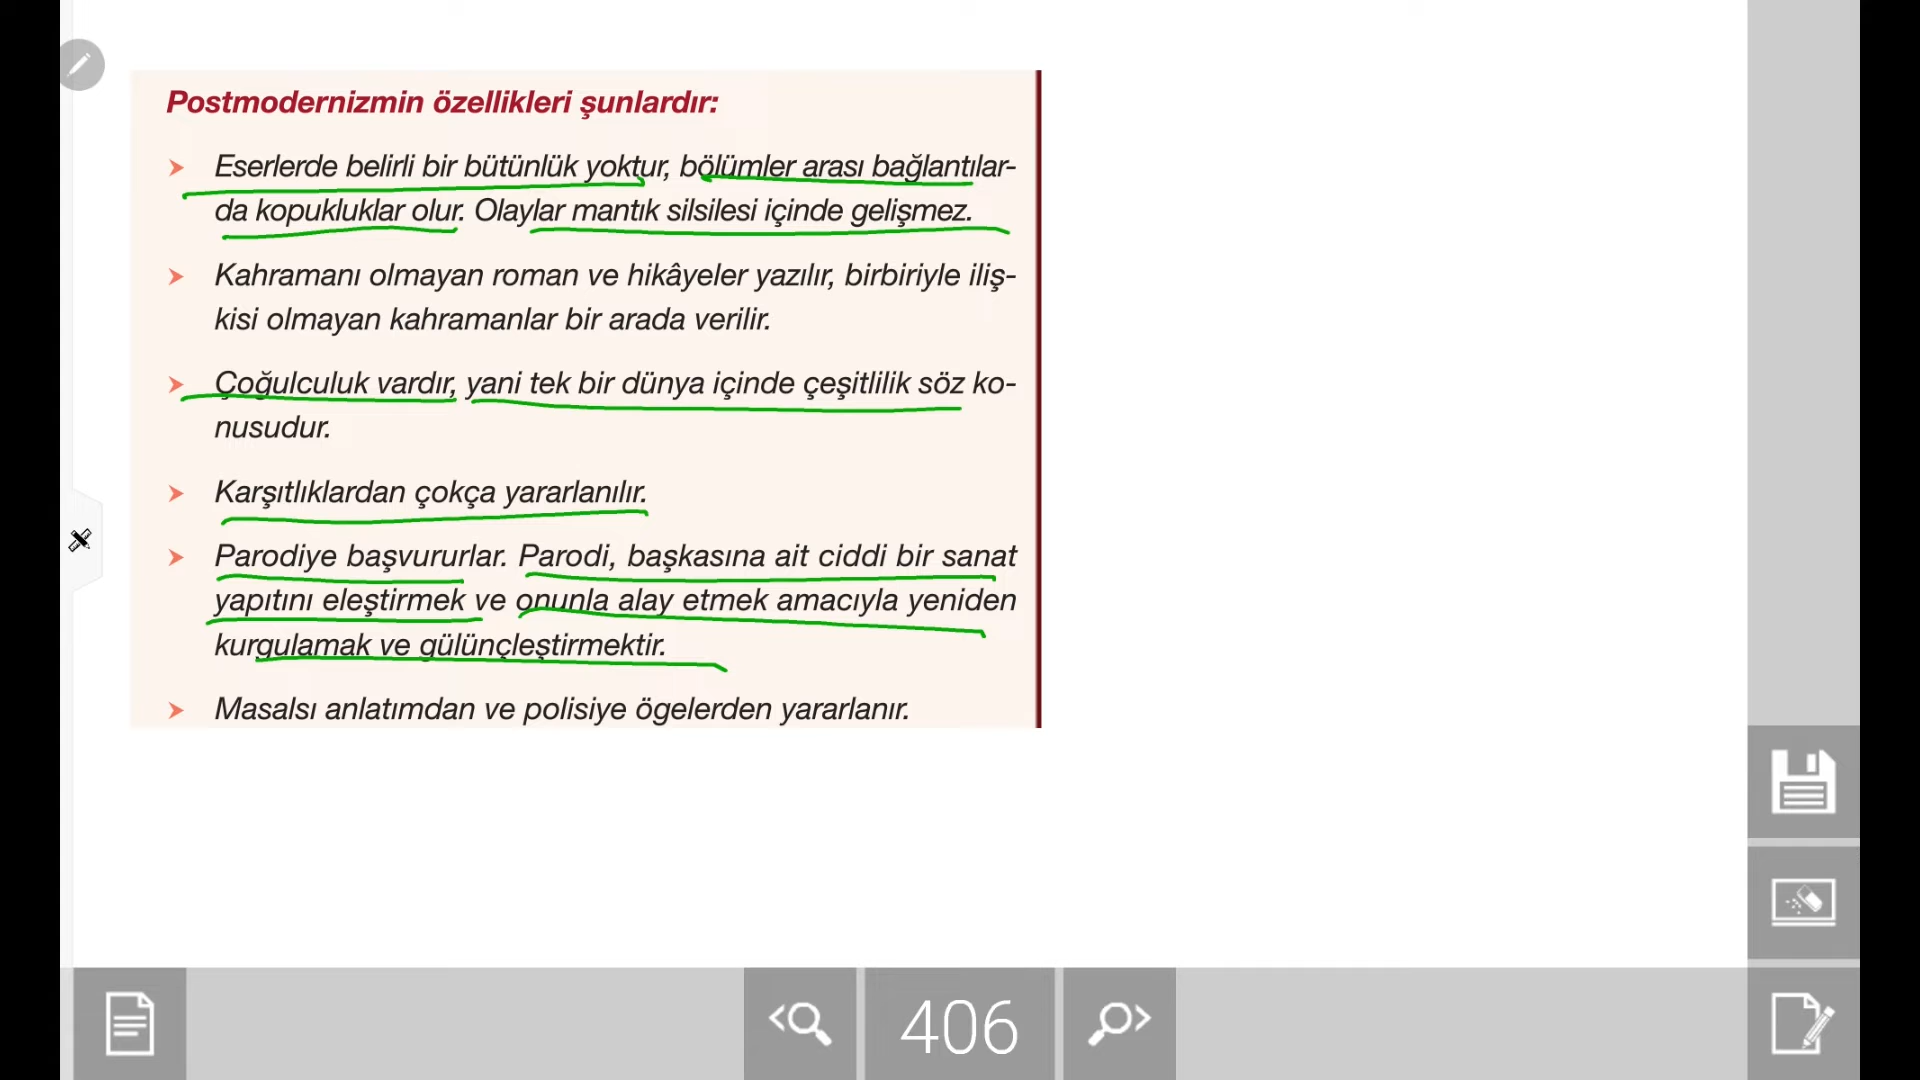 Postmodernizmin özellikleri şunlardır:
Eserlerde belirli bir bütünlük yoktur, bölümler arası bağlantılar-
da kopukluklar olur. Olaylar mantık silsilesi içinde gelişmez.
Kahramanı olmayan roman ve hikâyeler yazılır, birbiriyle iliş-
kisi olmayan kahramanlar bir arada verilir.
Çoğulculuk vardır, yani tek bir dünya içinde çeşitlilik söz ko-
nusudur.
Karşıtlıklardan çokça yararlanılır.
Parodiye başvururlar. Parodi, başkasına ait ciddi bir sanat
yapıtını eleştirmek ve onunla alay etmek amacıyla yeniden
kurgulamak ve gülünçleştirmektir.
Masalsı anlatımdan ve polisiye ögelerden yararlanır.
406